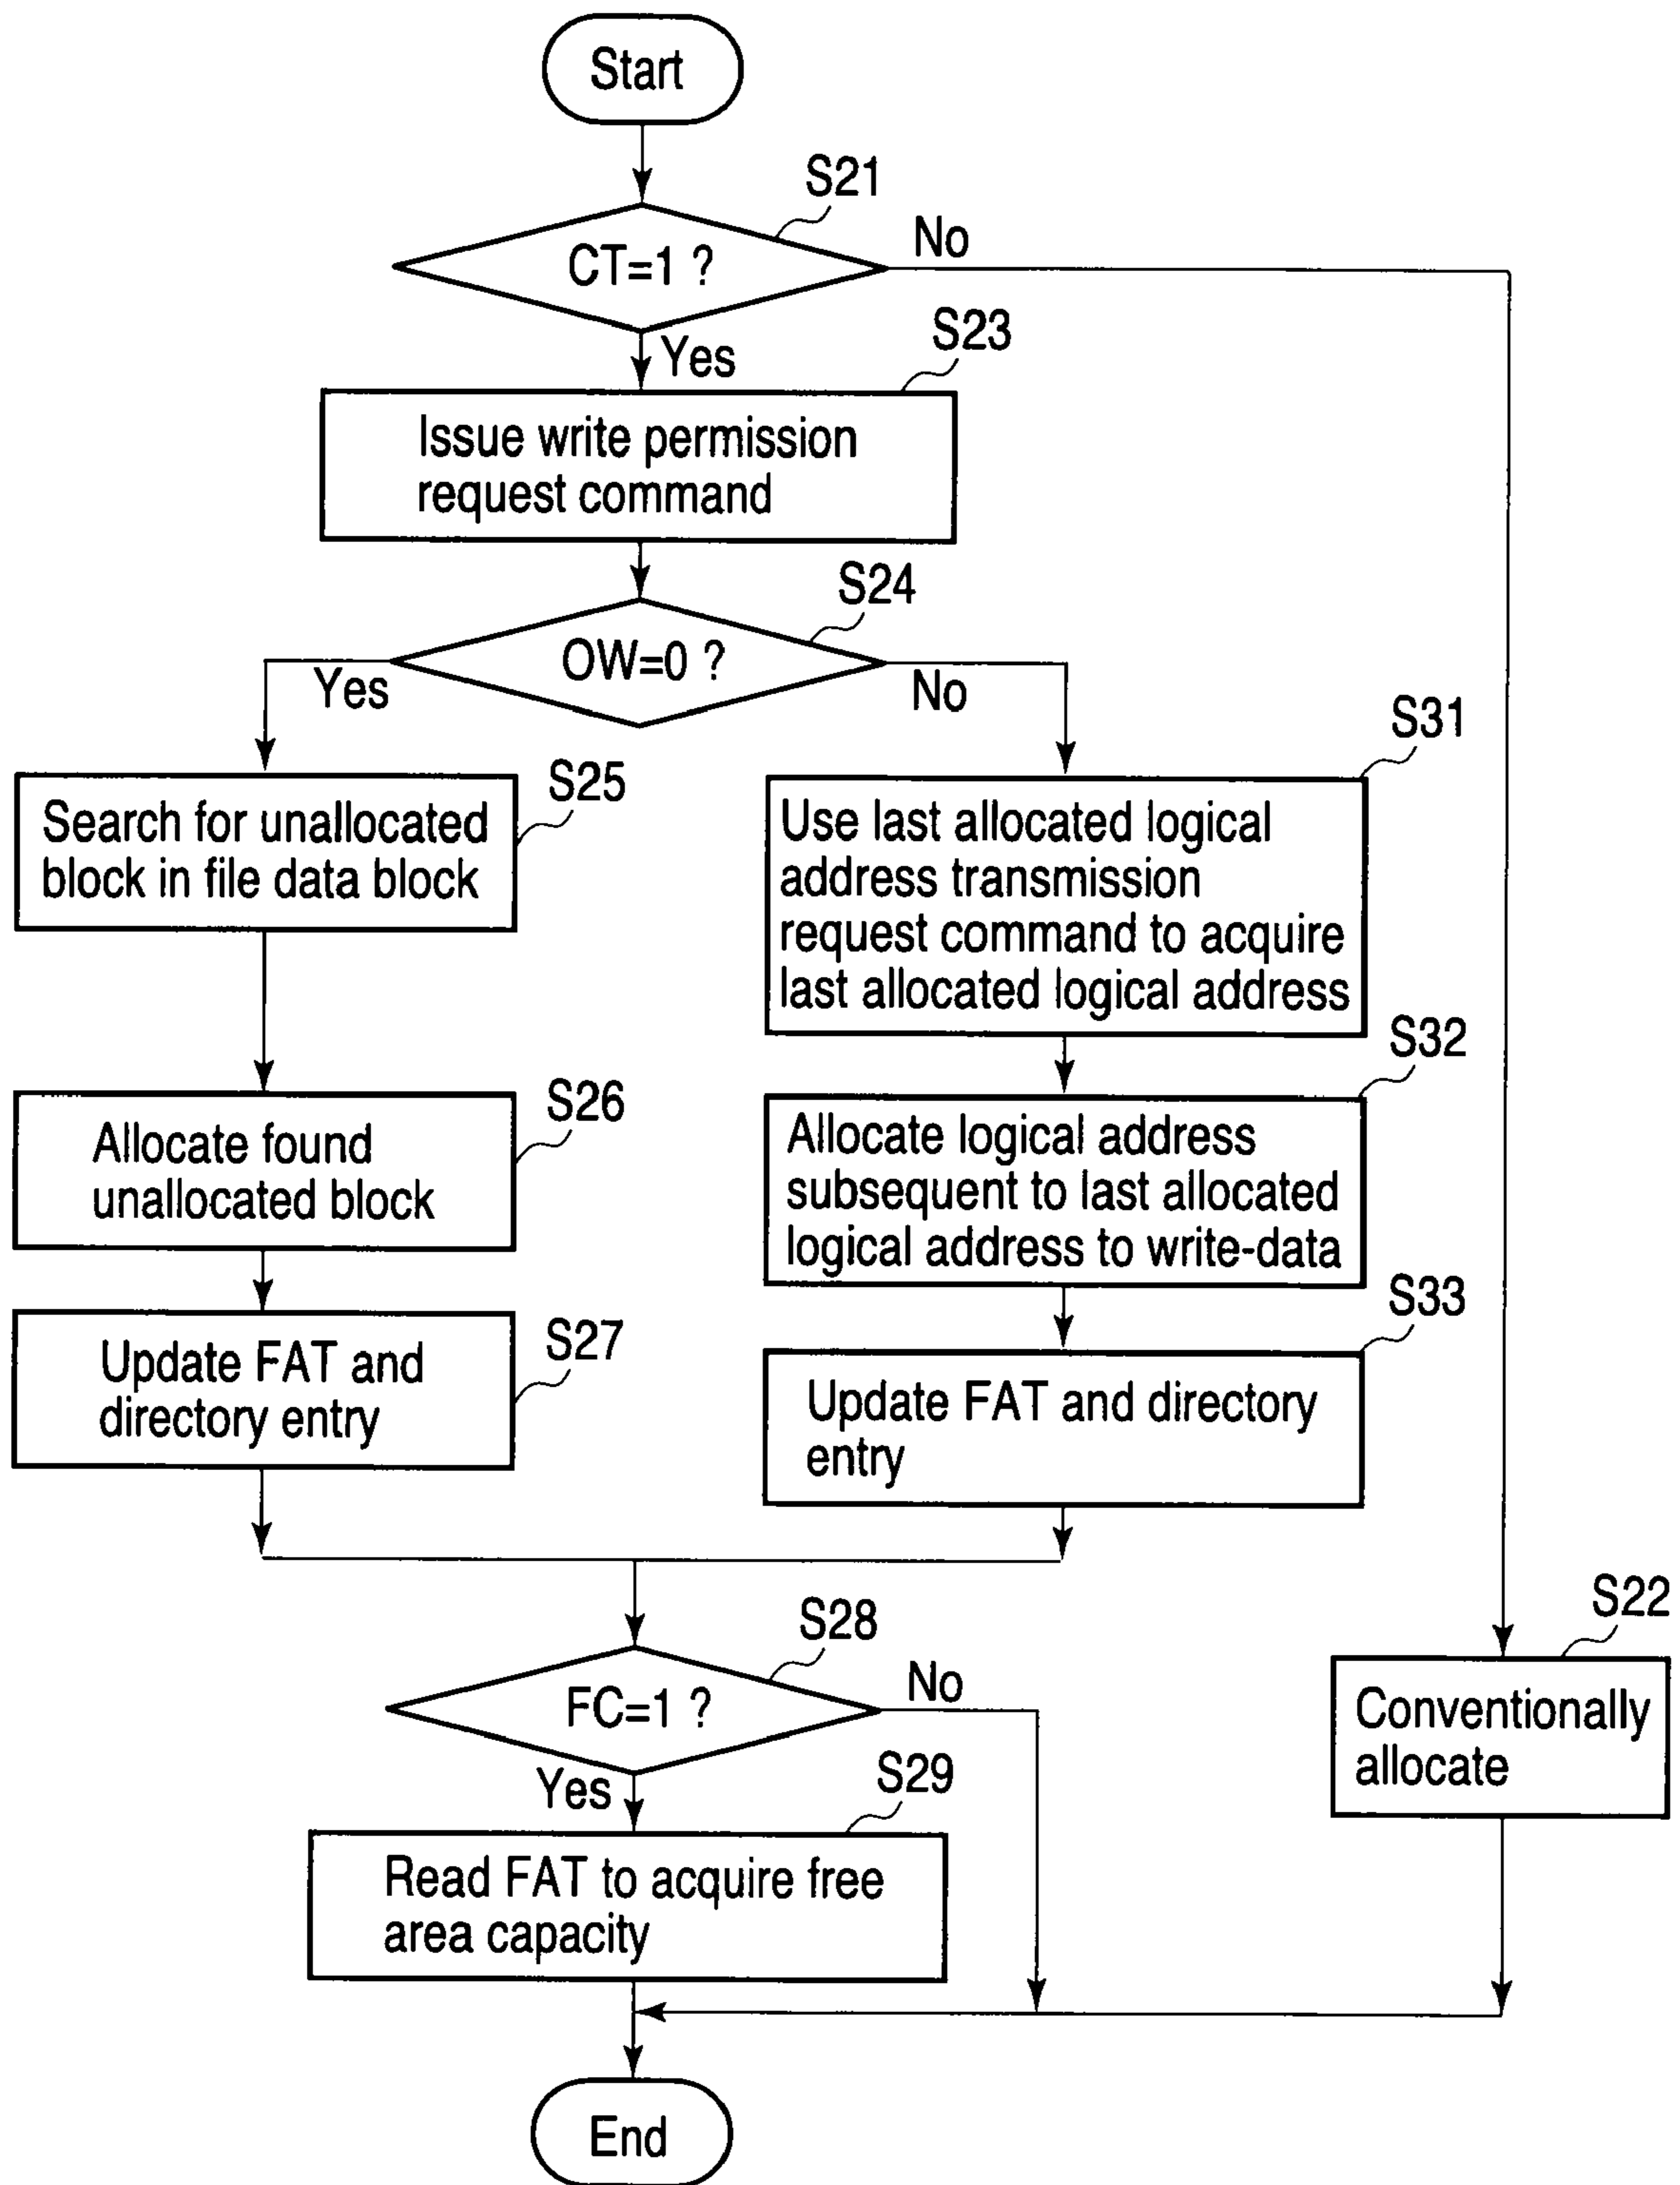 Start
S21
CT=1 ?
No
Yes
S23
Issue write permission
request command
S24
OW=0 ?
Yes
No
S25
Search for unallocated
block in file data block
S31
Use last allocated logical
address transmission
request command to acquire
last allocated logical address
S26
Allocate found
unallocated block
S32
Allocate logical address
subsequent to last allocated
logical address to write-data
S27
Update FAT and
directory entry
S33
Update FAT and directory
entry
S28
FC=1 ?
No
Yes
S22
Conventionally
allocate
S29
Read FAT to acquire free
area capacity
End